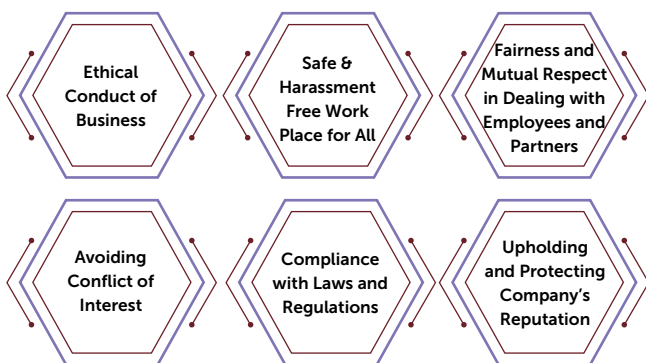 Ethical
Conduct of
Business
Safe &
Harassment
Free Work
Place for All
Fairness and
Mutual Respect
in Dealing with
Employees and
Partners
Avoiding
Conflict of
Interest
Compliance
with Laws and
Regulations
Upholding
and Protecting
Company's
Reputation